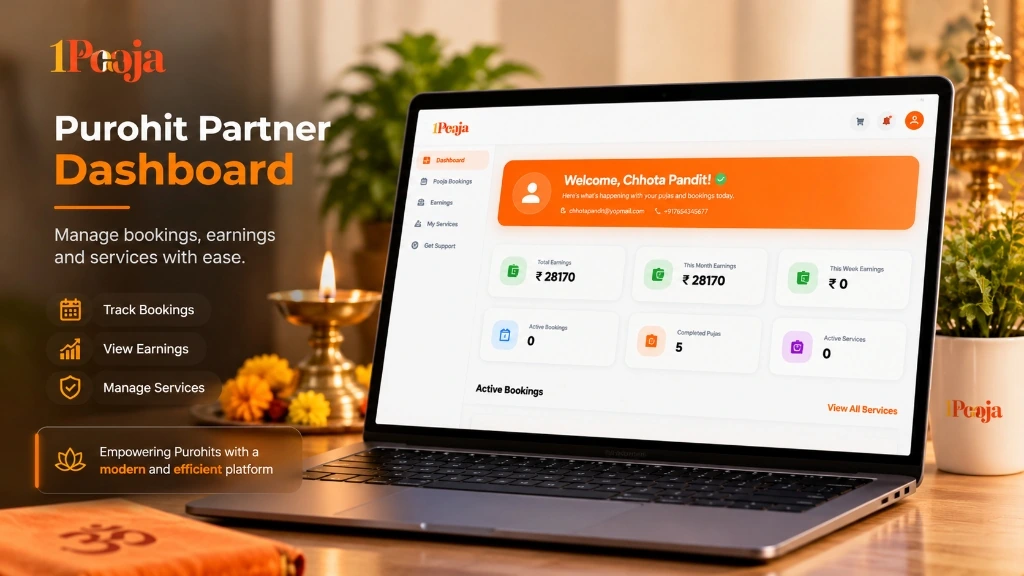 1Pooja
Purohit Partner
Dashboard
Manage bookings, earnings
and services with ease.
Track Bookings
View Earnings
Manage Services
Empowering Purohits with a
modern and efficient platform
ॐ
1Pooja
Dashboard
Pooja Bookings
Earnings
My Services
Get Support
Welcome, Chhota Pandit!
Here's what's happening with your pujas and bookings today.
chhotapandit@yopmail.com
+917654345677
Total Earnings
₹ 28170
This Month Earnings
₹ 28170
This Week Earnings
₹ 0
Active Bookings
0
Completed Pujas
5
Active Services
0
Active Bookings
View All Services
1Pooja